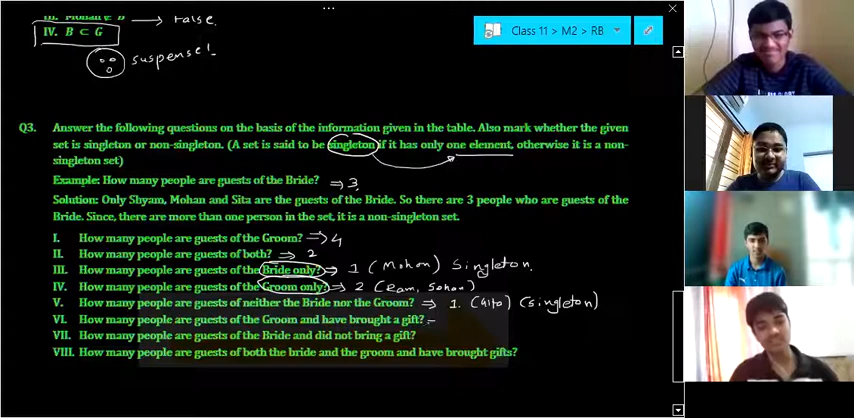 III. Mohan ∉ B → False.
IV. B ⊂ G
suspense!
Class 11 > M2 > RB
Q3. Answer the following questions on the basis of the information given in the table. Also mark whether the given
set is singleton or non-singleton. (A set is said to be singleton if it has only one element, otherwise it is a non-
singleton set)
Example: How many people are guests of the Bride? ⇒ 3.
Solution: Only Shyam, Mohan and Sita are the guests of the Bride. So there are 3 people who are guests of the
Bride. Since, there are more than one person in the set, it is a non-singleton set.
I. How many people are guests of the Groom? ⇒ 4
II. How many people are guests of both? ⇒ 2
III. How many people are guests of the Bride only? ⇒ 1 (Mohan) Singleton.
IV. How many people are guests of the Groom only? ⇒ 2 (Ram, Sohan)
V. How many people are guests of neither the Bride nor the Groom? ⇒ 1. (Gita) (singleton)
VI. How many people are guests of the Groom and have brought a gift? =
VII. How many people are guests of the Bride and did not bring a gift?
VIII. How many people are guests of both the bride and the groom and have brought gifts?